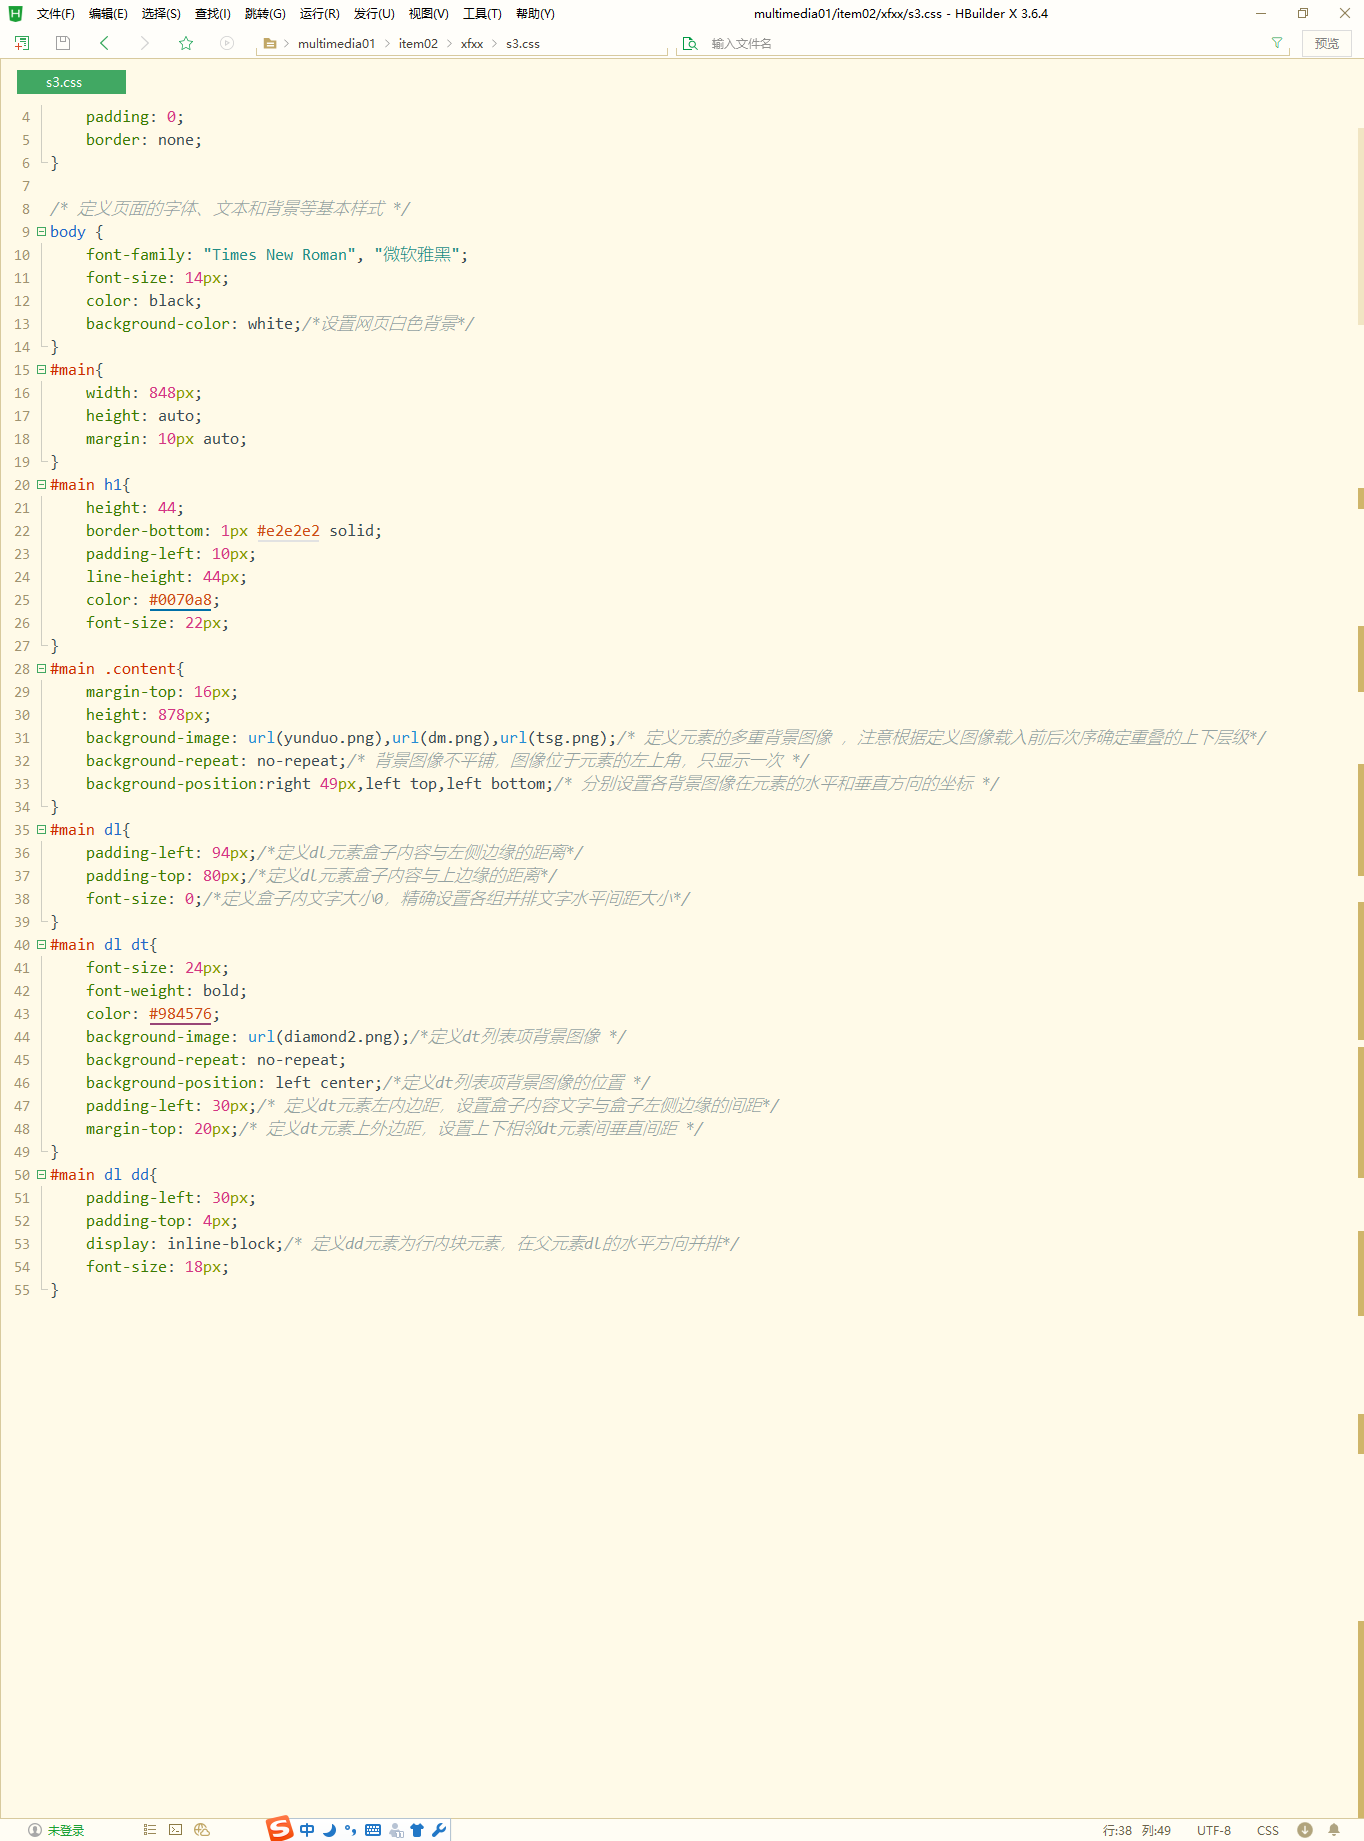 文件(F) 编辑(E) 选择(S) 查找(I) 跳转(G) 运行(R) 发行(U) 视图(V) 工具(T) 帮助(Y) multimedia01/item02/xfxx/s3.css - HBuilder X 3.6.4
multimedia01 item02 xfxx s3.css 输入文件名 预览
s3.css
4 padding: 0;
5 border: none;
6 }
7
8 /* 定义页面的字体、文本和背景等基本样式 */
9 body {
10 font-family: "Times New Roman", "微软雅黑";
11 font-size: 14px;
12 color: black;
13 background-color: white;/*设置网页白色背景*/
14 }
15 #main{
16 width: 848px;
17 height: auto;
18 margin: 10px auto;
19 }
20 #main h1{
21 height: 44;
22 border-bottom: 1px #e2e2e2 solid;
23 padding-left: 10px;
24 line-height: 44px;
25 color: #0070a8;
26 font-size: 22px;
27 }
28 #main .content{
29 margin-top: 16px;
30 height: 878px;
31 background-image: url(yunduo.png),url(dm.png),url(tsg.png);/* 定义元素的多重背景图像 ，注意根据定义图像载入前后次序确定重叠的上下层级*/
32 background-repeat: no-repeat;/* 背景图像不平铺，图像位于元素的左上角，只显示一次 */
33 background-position:right 49px,left top,left bottom;/* 分别设置各背景图像在元素的水平和垂直方向的坐标 */
34 }
35 #main dl{
36 padding-left: 94px;/*定义dl元素盒子内容与左侧边缘的距离*/
37 padding-top: 80px;/*定义dl元素盒子内容与上边缘的距离*/
38 font-size: 0;/*定义盒子内文字大小0，精确设置各组并排文字水平间距大小*/
39 }
40 #main dl dt{
41 font-size: 24px;
42 font-weight: bold;
43 color: #984576;
44 background-image: url(diamond2.png);/*定义dt列表项背景图像 */
45 background-repeat: no-repeat;
46 background-position: left center;/*定义dt列表项背景图像的位置 */
47 padding-left: 30px;/* 定义dt元素左内边距，设置盒子内容文字与盒子左侧边缘的间距*/
48 margin-top: 20px;/* 定义dt元素上外边距，设置上下相邻dt元素间垂直间距 */
49 }
50 #main dl dd{
51 padding-left: 30px;
52 padding-top: 4px;
53 display: inline-block;/* 定义dd元素为行内块元素，在父元素dl的水平方向并排*/
54 font-size: 18px;
55 }
未登录 中 行:38 列:49 UTF-8 CSS